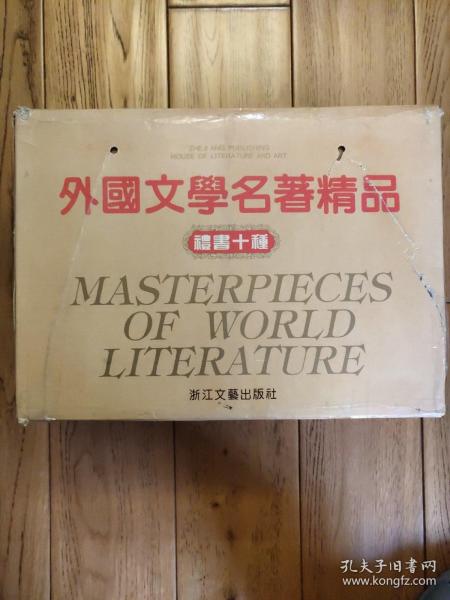 ZHEJIANG PUBLISHING
HOUSE OF LITERATURE AND ART
外國文學名著精品
禮書十種
MASTERPIECES
OF WORLD
LITERATURE
浙江文藝出版社
孔夫子旧书网
www.kongfz.com